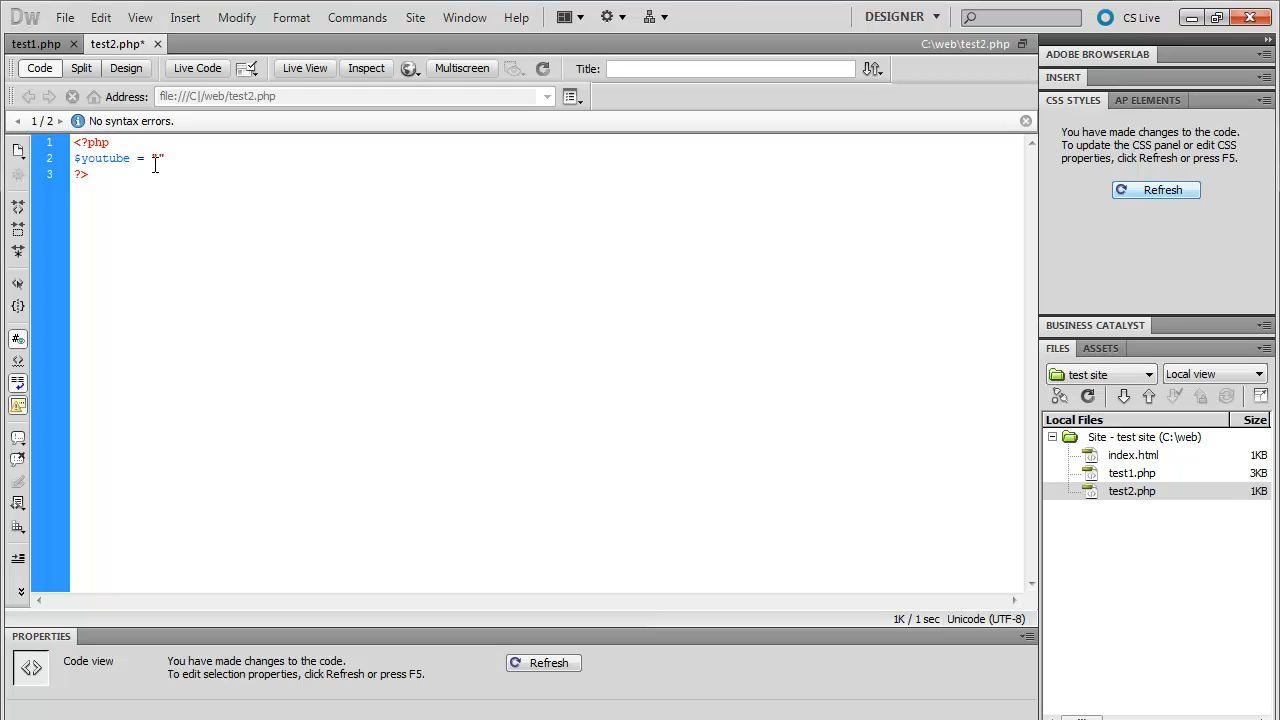 Dw File Edit View Insert Modify Format Commands Site Window Help DESIGNER CS Live
test1.php test2.php* C:\web\test2.php
Code Split Design Live Code Live View Inspect Multiscreen Title:
Address: file:///C|/web/test2.php
1 / 2 No syntax errors.
1 <?php
2 $youtube = ""
3 ?>
1K / 1 sec Unicode (UTF-8)
PROPERTIES
Code view
You have made changes to the code.
To edit selection properties, click Refresh or press F5.
Refresh
ADOBE BROWSERLAB
INSERT
CSS STYLES AP ELEMENTS
You have made changes to the code.
To update the CSS panel or edit CSS
properties, click Refresh or press F5.
Refresh
BUSINESS CATALYST
FILES ASSETS
test site Local view
Local Files Size
Site - test site (C:\web)
index.html 1KB
test1.php 3KB
test2.php 1KB